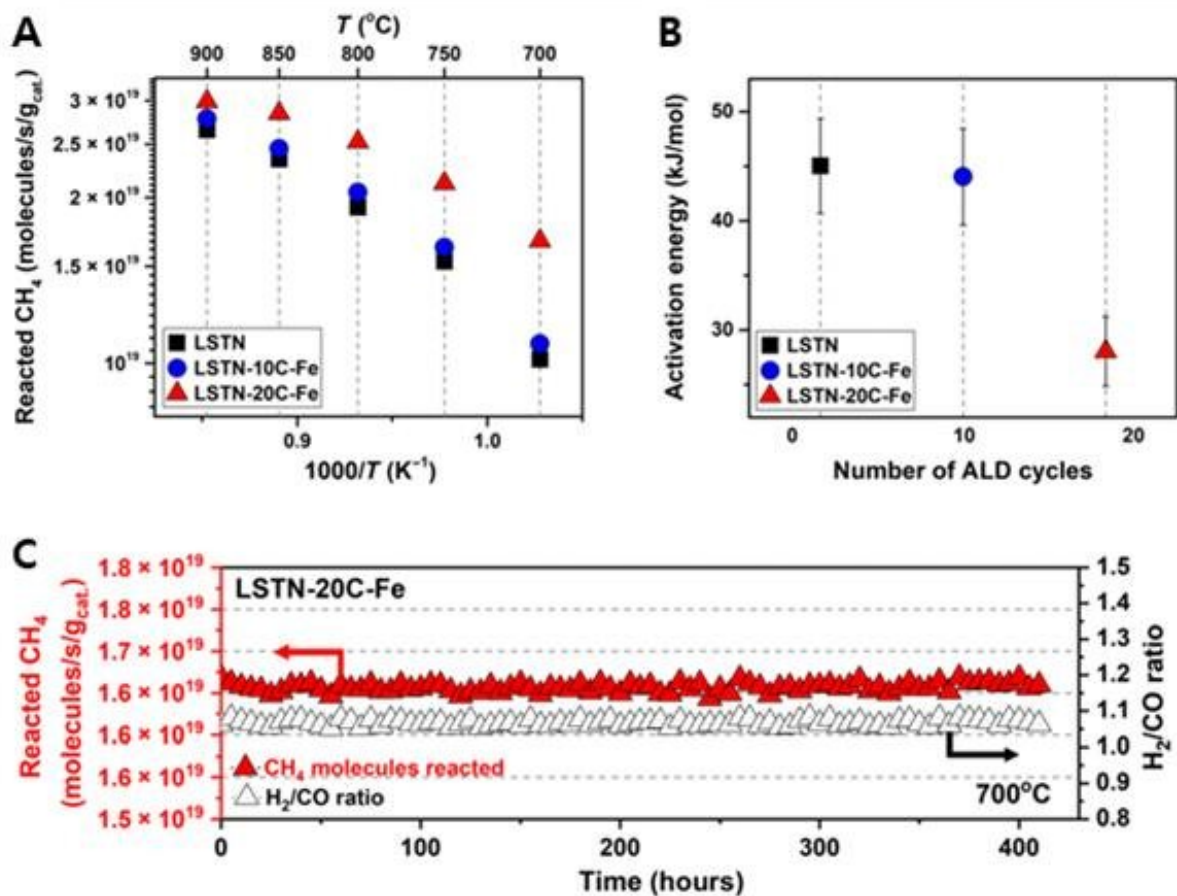 A
T (°C)
900 850 800 750 700
Reacted CH₄ (molecules/s/g_cat.)
3 × 10¹⁹
2.5 × 10¹⁹
2 × 10¹⁹
1.5 × 10¹⁹
10¹⁹
LSTN
LSTN-10C-Fe
LSTN-20C-Fe
0.9 1.0
1000/T (K⁻¹)
B
Activation energy (kJ/mol)
50
40
30
LSTN
LSTN-10C-Fe
LSTN-20C-Fe
0 10 20
Number of ALD cycles
C
Reacted CH₄
(molecules/s/g_cat.)
1.8 × 10¹⁹
1.8 × 10¹⁹
1.7 × 10¹⁹
1.6 × 10¹⁹
1.6 × 10¹⁹
1.6 × 10¹⁹
1.5 × 10¹⁹
LSTN-20C-Fe
CH₄ molecules reacted
H₂/CO ratio
700°C
1.5
1.4
1.3
1.2
1.1
1.0
0.9
0.8
H₂/CO ratio
0 100 200 300 400
Time (hours)